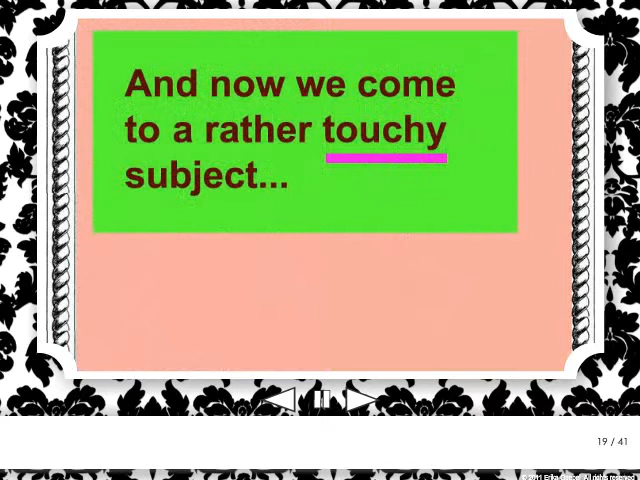 And now we come
to a rather touchy
subject...
19 / 41